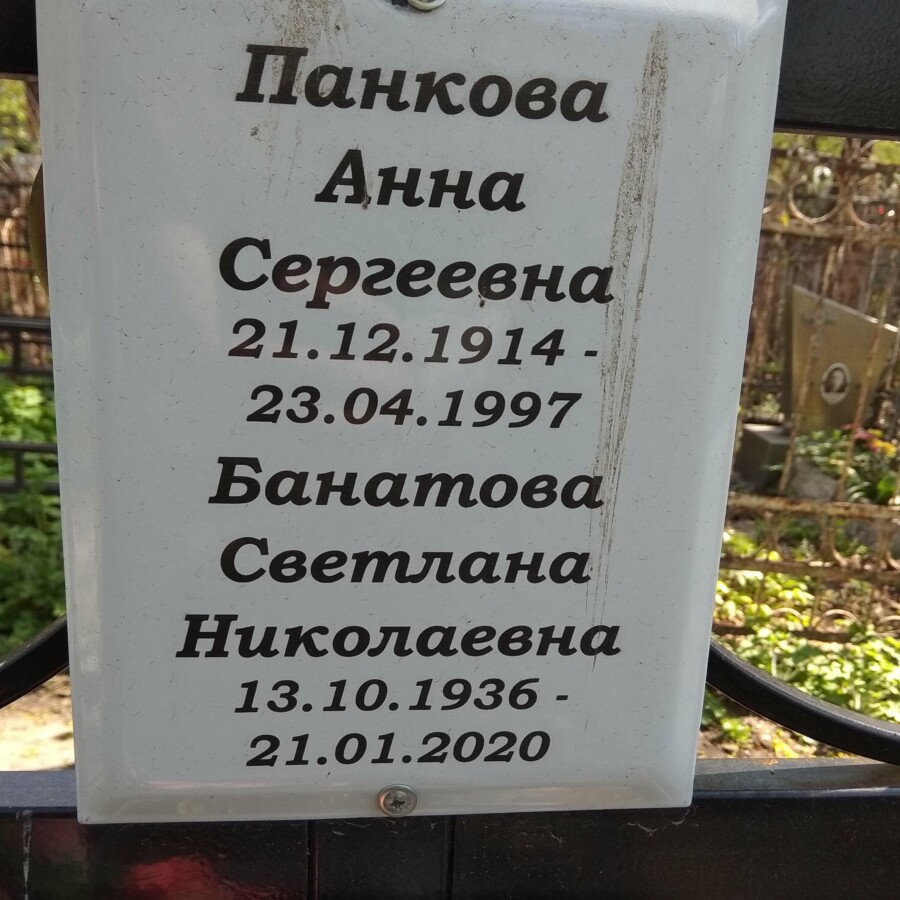 Панкова
Анна
Сергеевна
21.12.1914 -
23.04.1997
Банатова
Светлана
Николаевна
13.10.1936 -
21.01.2020